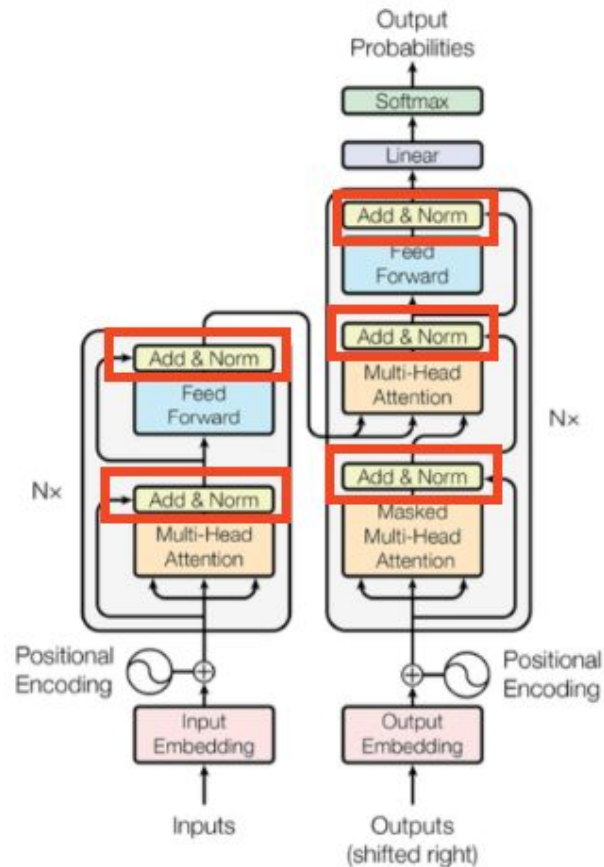 Output
Probabilities
Softmax
Linear
Add & Norm
Feed
Forward
Add & Norm
Multi-Head
Attention
Add & Norm
Masked
Multi-Head
Attention
Nx
Add & Norm
Feed
Forward
Add & Norm
Multi-Head
Attention
Nx
Positional
Encoding
Positional
Encoding
Input
Embedding
Output
Embedding
Inputs
Outputs
(shifted right)